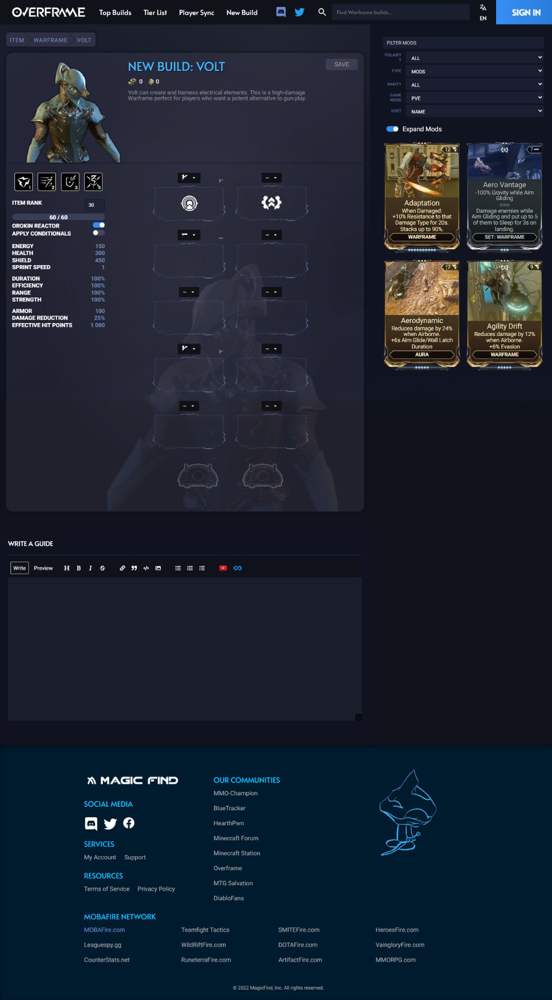 OVERFRAME
Top Builds
Tier List
Player Sync
New Build
Find Warframe builds...
EN
SIGN IN
ITEM
WARFRAME
VOLT
NEW BUILD: VOLT
SAVE
0
0
Volt can create and harness electrical elements. This is a high-damage
Warframe perfect for players who want a potent alternative to gun-play.
1
2
3
4
ITEM RANK
30
60 / 60
OROKIN REACTOR
APPLY CONDITIONALS
ENERGY 150
HEALTH 300
SHIELD 450
SPRINT SPEED 1
DURATION 100%
EFFICIENCY 100%
RANGE 100%
STRENGTH 100%
ARMOR 100
DAMAGE REDUCTION 25%
EFFECTIVE HIT POINTS 1 000
FILTER MODS
POLARIT
Y
ALL
TYPE
MODS
RARITY
ALL
GAME
MODE
PVE
SORT
NAME
Expand Mods
12
Adaptation
When Damaged:
+10% Resistance to that
Damage Type for 20s.
Stacks up to 90%.
WARFRAME
7
Aero Vantage
-100% Gravity while Aim
Gliding
Damage enemies while
Aim Gliding and put up to 5
of them to Sleep for 3s on
landing.
SET: WARFRAME
↑7
Aerodynamic
Reduces damage by 24%
when Airborne.
+6s Aim Glide/Wall Latch
Duration
AURA
9
Agility Drift
Reduces damage by 12%
when Airborne.
+6% Evasion
WARFRAME
WRITE A GUIDE
Write
Preview
H B I S
MAGIC FIND
SOCIAL MEDIA
SERVICES
My Account
Support
RESOURCES
Terms of Service
Privacy Policy
OUR COMMUNITIES
MMO-Champion
BlueTracker
HearthPwn
Minecraft Forum
Minecraft Station
Overframe
MTG Salvation
DiabloFans
MOBAFIRE NETWORK
MOBAFire.com
Teamfight Tactics
SMITEFire.com
HeroesFire.com
Leaguespy.gg
WildRiftFire.com
DOTAFire.com
VaingloryFire.com
CounterStats.net
RuneterraFire.com
ArtifactFire.com
MMORPG.com
© 2022 MagicFind, Inc. All rights reserved.